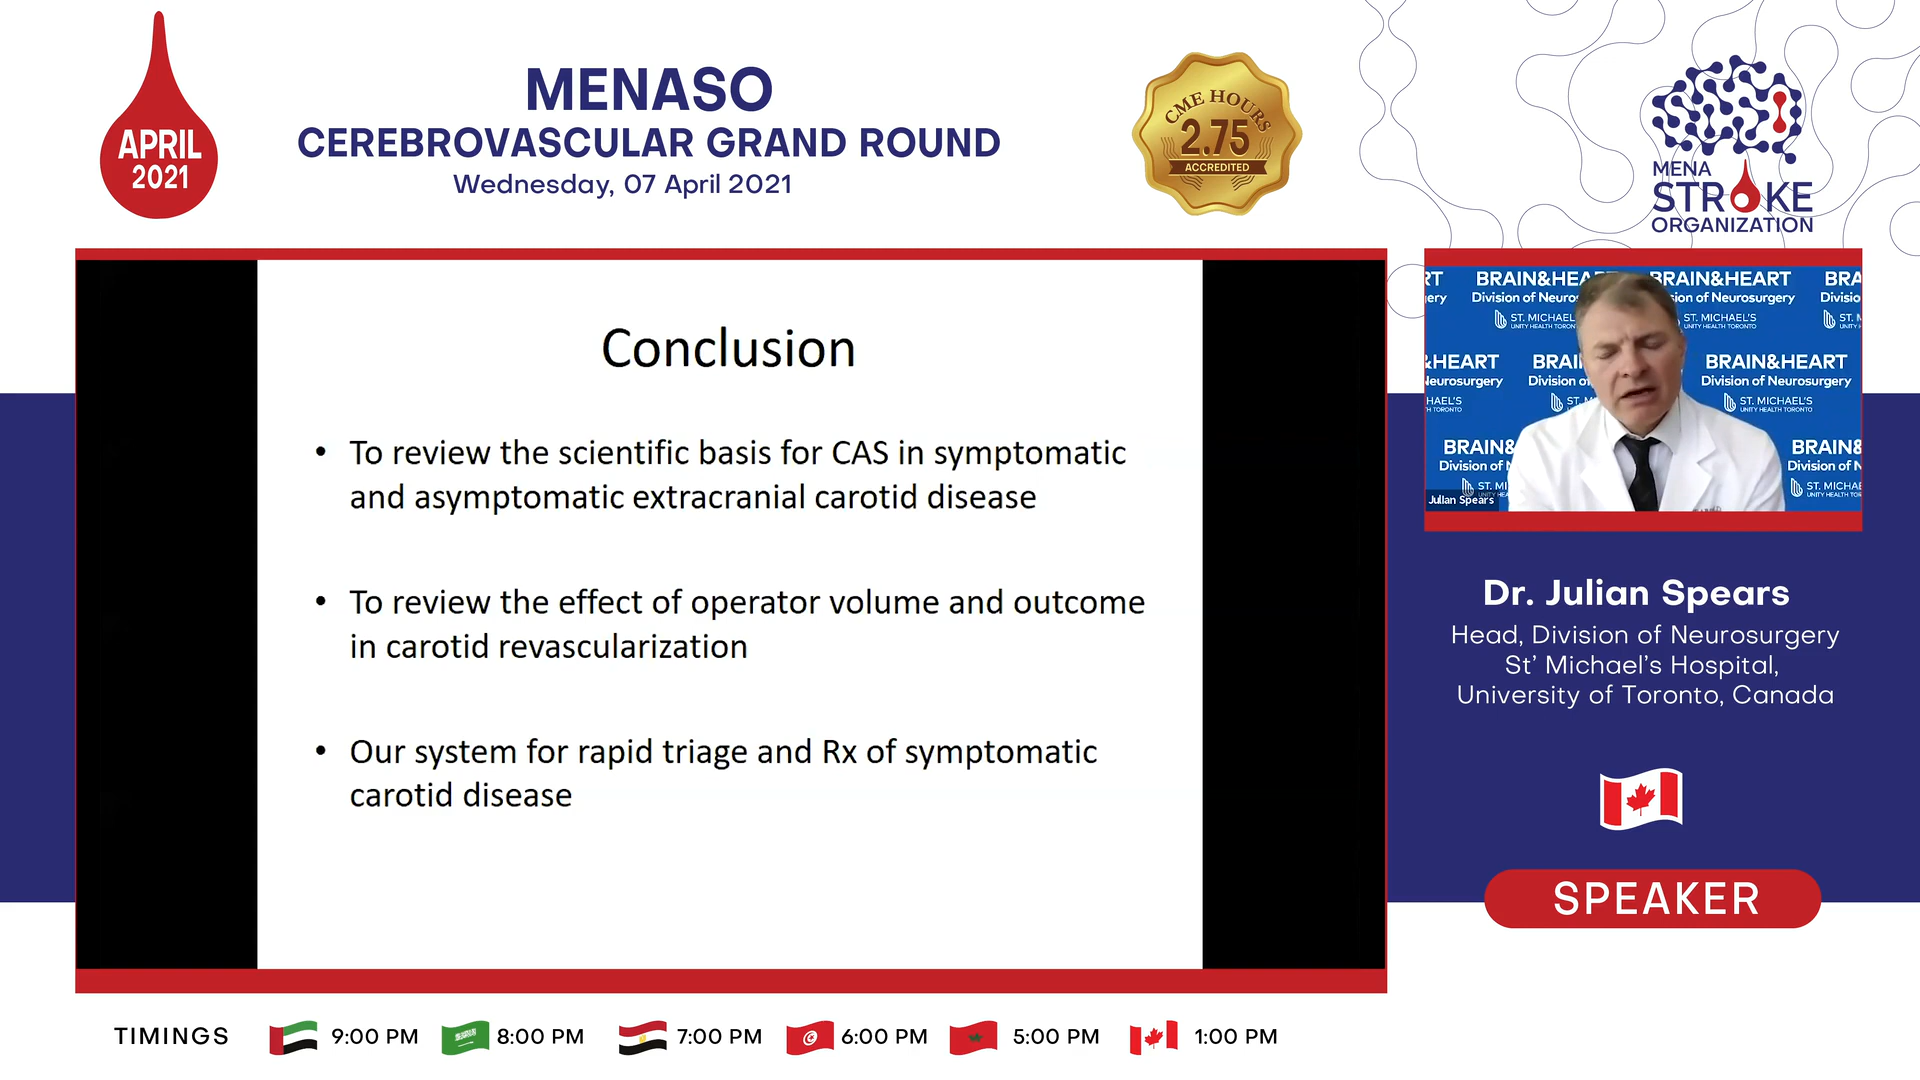 APRIL
2021
MENASO
CEREBROVASCULAR GRAND ROUND
Wednesday, 07 April 2021
CME HOURS
2.75
ACCREDITED
MENA
STROKE
ORGANIZATION
Conclusion
• To review the scientific basis for CAS in symptomatic
and asymptomatic extracranial carotid disease
• To review the effect of operator volume and outcome
in carotid revascularization
• Our system for rapid triage and Rx of symptomatic
carotid disease
BRAIN&HEART
Division of Neurosurgery
ST. MICHAEL'S
UNITY HEALTH TORONTO
Julian Spears
Dr. Julian Spears
Head, Division of Neurosurgery
St’ Michael’s Hospital,
University of Toronto, Canada
SPEAKER
TIMINGS 9:00 PM 8:00 PM 7:00 PM 6:00 PM 5:00 PM 1:00 PM